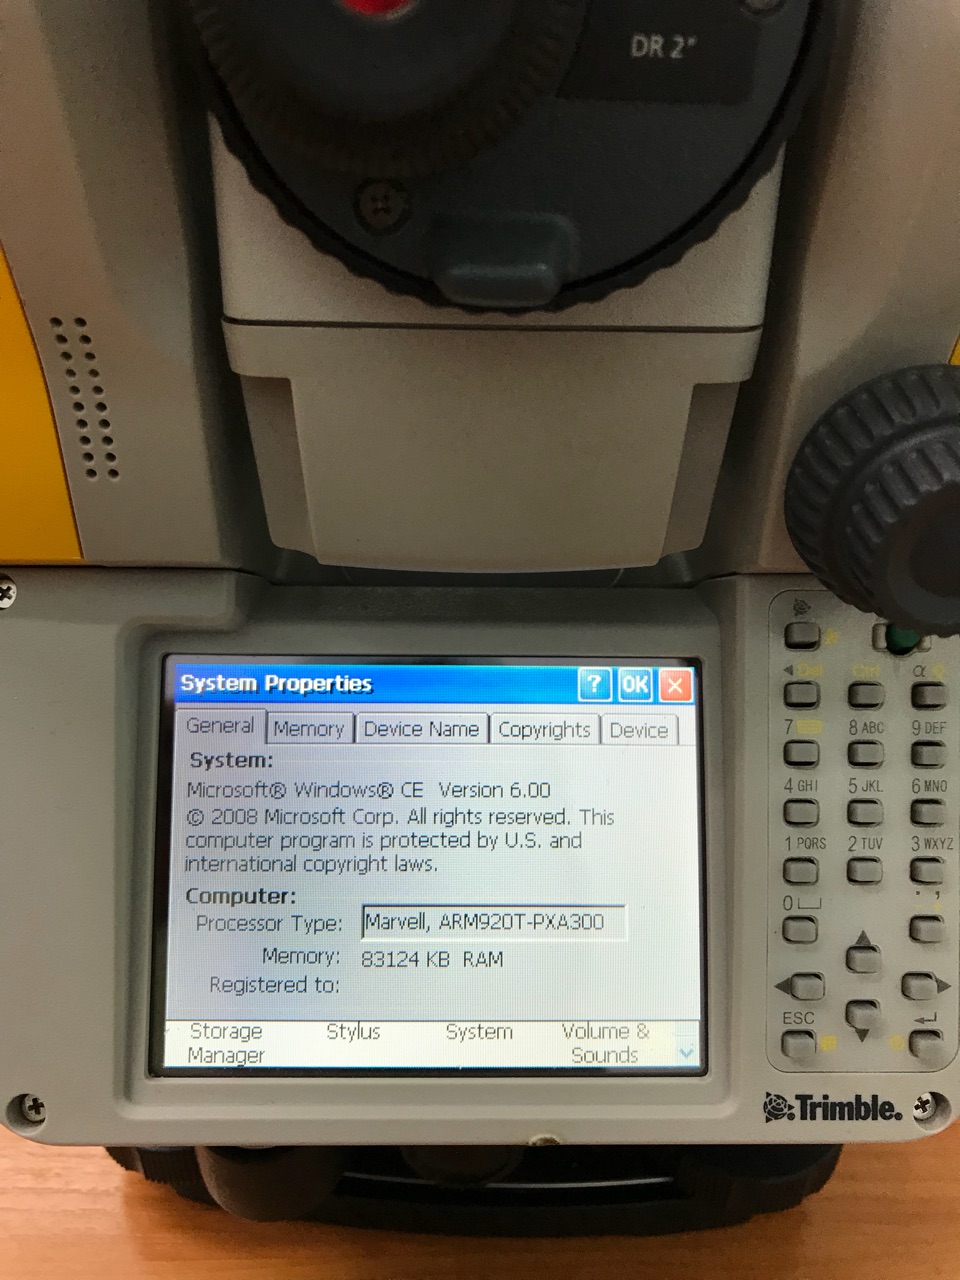 DR 2"
System Properties
? OK ×
General Memory Device Name Copyrights Device
System:
Microsoft® Windows® CE Version 6.00
© 2008 Microsoft Corp. All rights reserved. This
computer program is protected by U.S. and
international copyright laws.
Computer:
Processor Type: Marvell, ARM920T-PXA300
Memory: 83124 KB RAM
Registered to:
Storage Manager
Stylus
System
Volume & Sounds
Del Ctrl α
7 8 ABC 9 DEF
4 GHI 5 JKL 6 MNO
1 PQRS 2 TUV 3 WXYZ
0 . ,
ESC
Trimble.